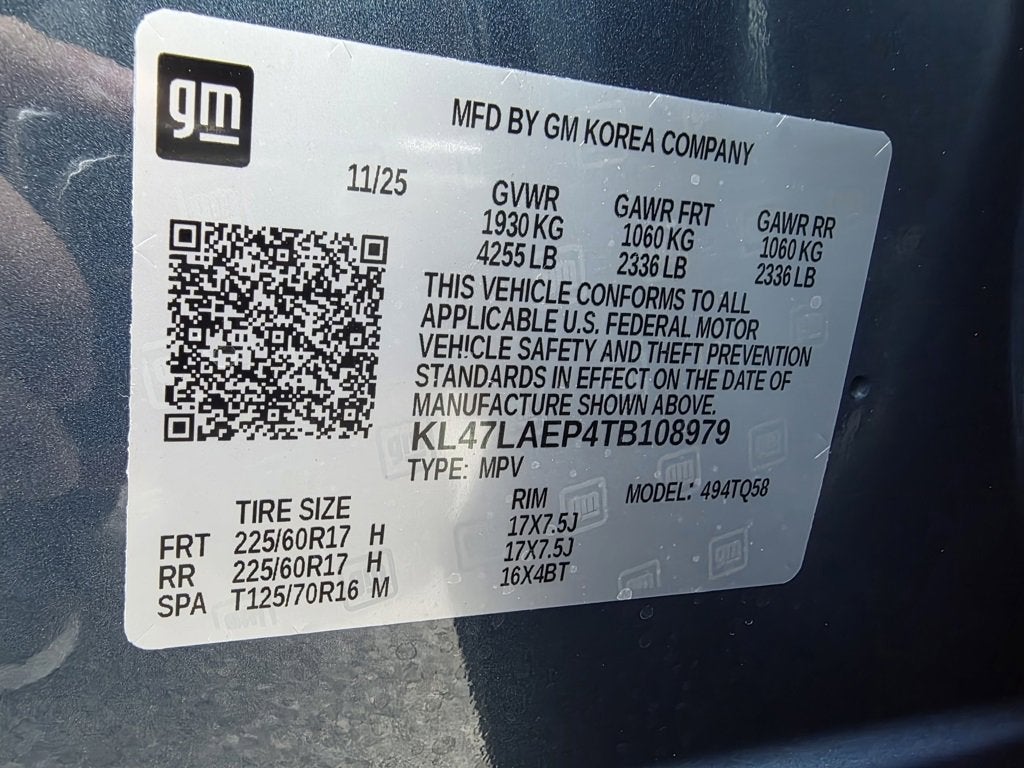 gm
MFD BY GM KOREA COMPANY
11/25
GVWR GAWR FRT GAWR RR
1930 KG 1060 KG 1060 KG
4255 LB 2336 LB 2336 LB
THIS VEHICLE CONFORMS TO ALL
APPLICABLE U.S. FEDERAL MOTOR
VEHICLE SAFETY AND THEFT PREVENTION
STANDARDS IN EFFECT ON THE DATE OF
MANUFACTURE SHOWN ABOVE.
KL47LAEP4TB108979
TYPE: MPV
TIRE SIZE RIM MODEL: 494TQ58
FRT 225/60R17 H 17X7.5J
RR 225/60R17 H 17X7.5J
SPA T125/70R16 M 16X4BT